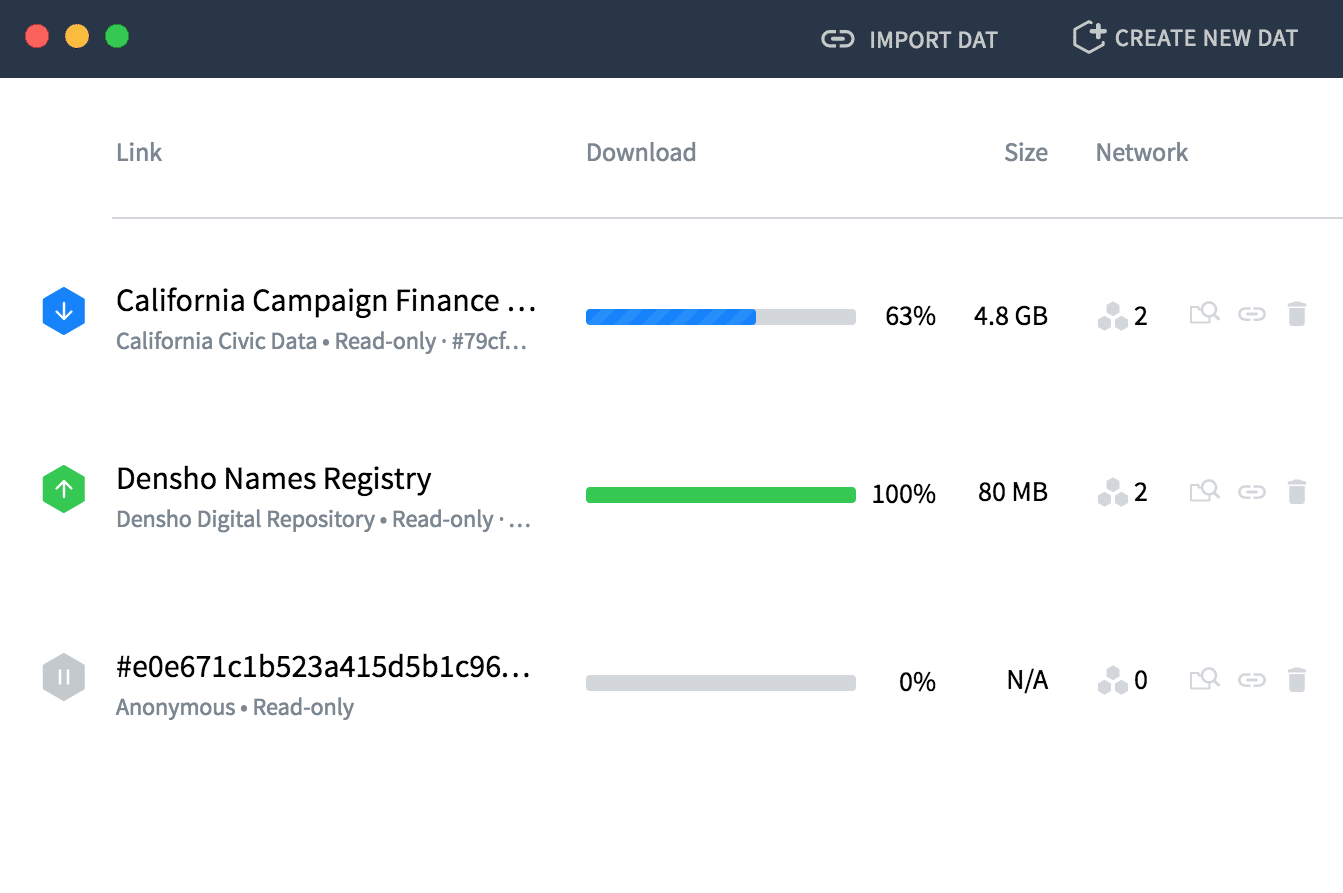 IMPORT DAT CREATE NEW DAT
Link Download Size Network
California Campaign Finance ... 63% 4.8 GB 2
California Civic Data • Read-only · #79cf...
Densho Names Registry 100% 80 MB 2
Densho Digital Repository • Read-only · ...
#e0e671c1b523a415d5b1c96... 0% N/A 0
Anonymous • Read-only